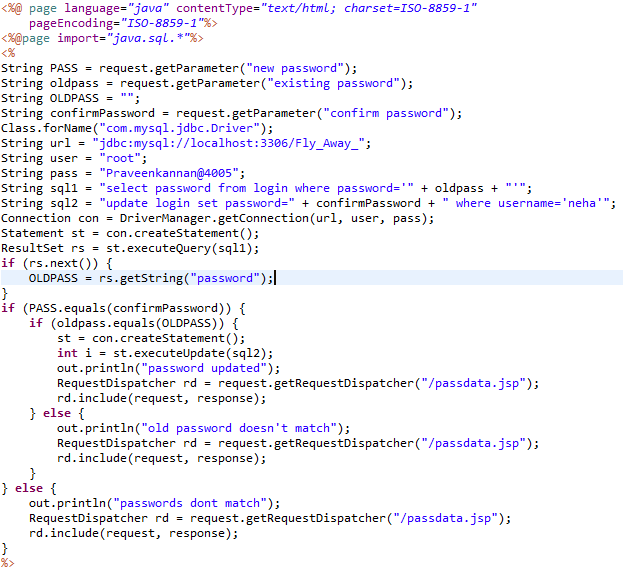 <%@ page language="java" contentType="text/html; charset=ISO-8859-1"
    pageEncoding="ISO-8859-1"%>
<%@page import="java.sql.*"%>
<%
String PASS = request.getParameter("new password");
String oldpass = request.getParameter("existing password");
String OLDPASS = "";
String confirmPassword = request.getParameter("confirm password");
Class.forName("com.mysql.jdbc.Driver");
String url = "jdbc:mysql://localhost:3306/Fly_Away_";
String user = "root";
String pass = "Praveenkannan@4005";
String sql1 = "select password from login where password='" + oldpass + "'";
String sql2 = "update login set password=" + confirmPassword + " where username='neha'";
Connection con = DriverManager.getConnection(url, user, pass);
Statement st = con.createStatement();
ResultSet rs = st.executeQuery(sql1);
if (rs.next()) {
    OLDPASS = rs.getString("password");
}
if (PASS.equals(confirmPassword)) {
    if (oldpass.equals(OLDPASS)) {
        st = con.createStatement();
        int i = st.executeUpdate(sql2);
        out.println("password updated");
        RequestDispatcher rd = request.getRequestDispatcher("/passdata.jsp");
        rd.include(request, response);
    } else {
        out.println("old password doesn't match");
        RequestDispatcher rd = request.getRequestDispatcher("/passdata.jsp");
        rd.include(request, response);
    }
} else {
    out.println("passwords dont match");
    RequestDispatcher rd = request.getRequestDispatcher("/passdata.jsp");
    rd.include(request, response);
}
%>